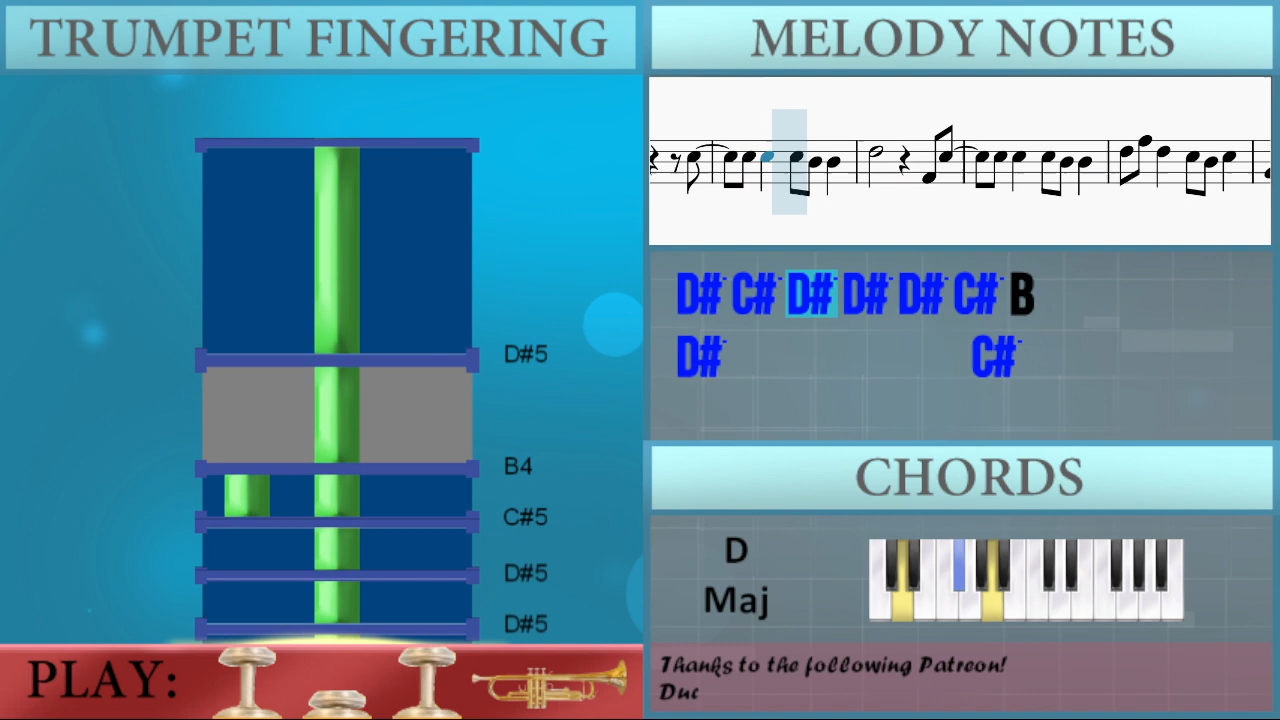 TRUMPET FINGERING
MELODY NOTES
D#- C#- D#- D#- D#- C#- B
D#- C#-
D#5
B4
C#5
D#5
D#5
CHORDS
D
Maj
PLAY:
Thanks to the following Patreon!
Duc